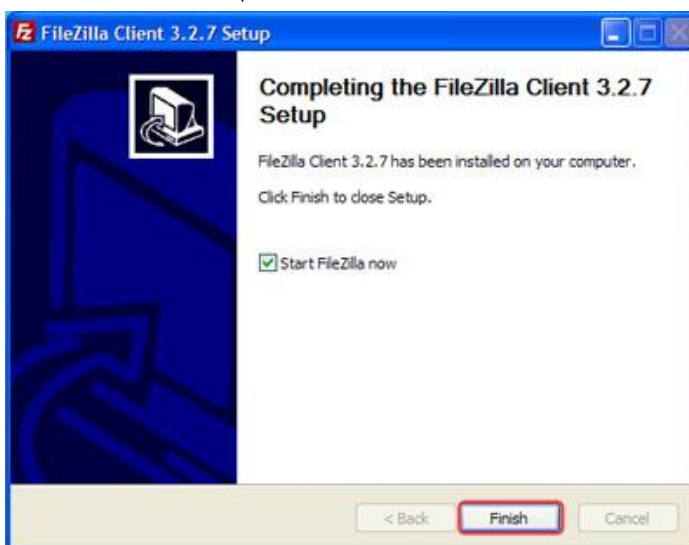 FileZilla Client 3.2.7 Setup
Completing the FileZilla Client 3.2.7
Setup
FileZilla Client 3.2.7 has been installed on your computer.
Click Finish to close Setup.
Start FileZilla now
< Back Finish Cancel